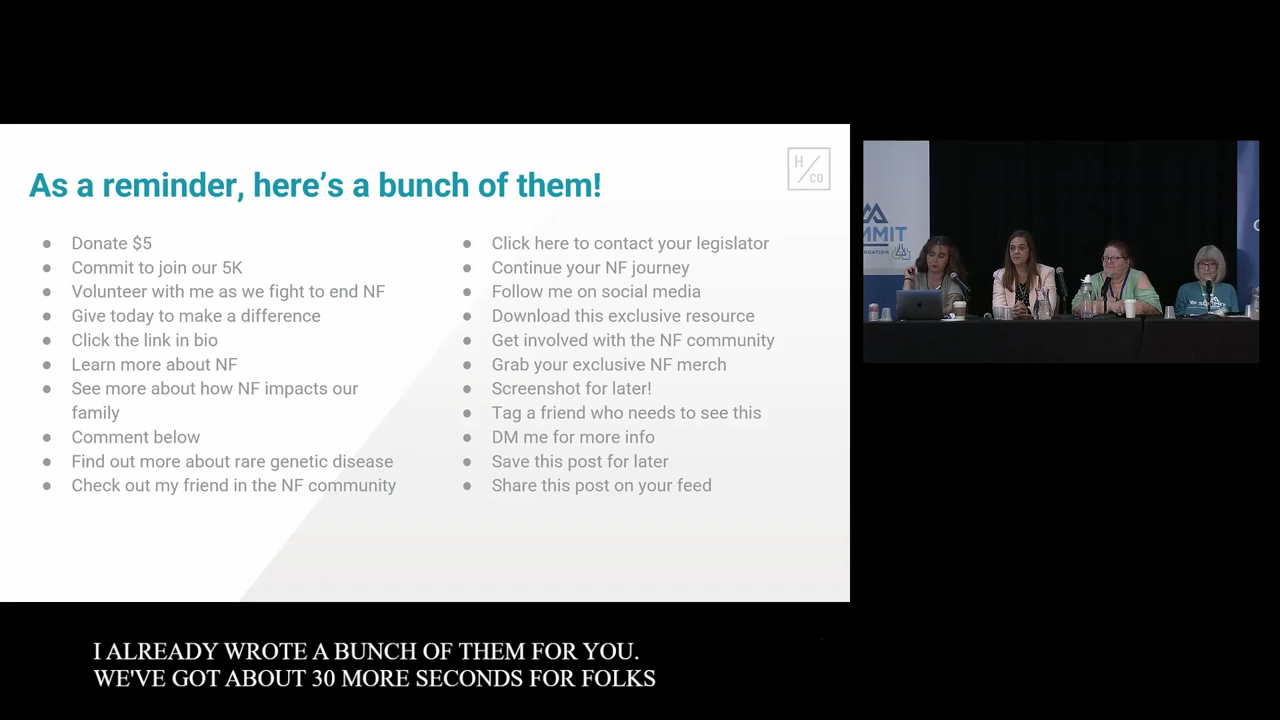 As a reminder, here's a bunch of them!
H/CO
● Donate $5
● Commit to join our 5K
● Volunteer with me as we fight to end NF
● Give today to make a difference
● Click the link in bio
● Learn more about NF
● See more about how NF impacts our
family
● Comment below
● Find out more about rare genetic disease
● Check out my friend in the NF community
● Click here to contact your legislator
● Continue your NF journey
● Follow me on social media
● Download this exclusive resource
● Get involved with the NF community
● Grab your exclusive NF merch
● Screenshot for later!
● Tag a friend who needs to see this
● DM me for more info
● Save this post for later
● Share this post on your feed
I ALREADY WROTE A BUNCH OF THEM FOR YOU.
WE'VE GOT ABOUT 30 MORE SECONDS FOR FOLKS